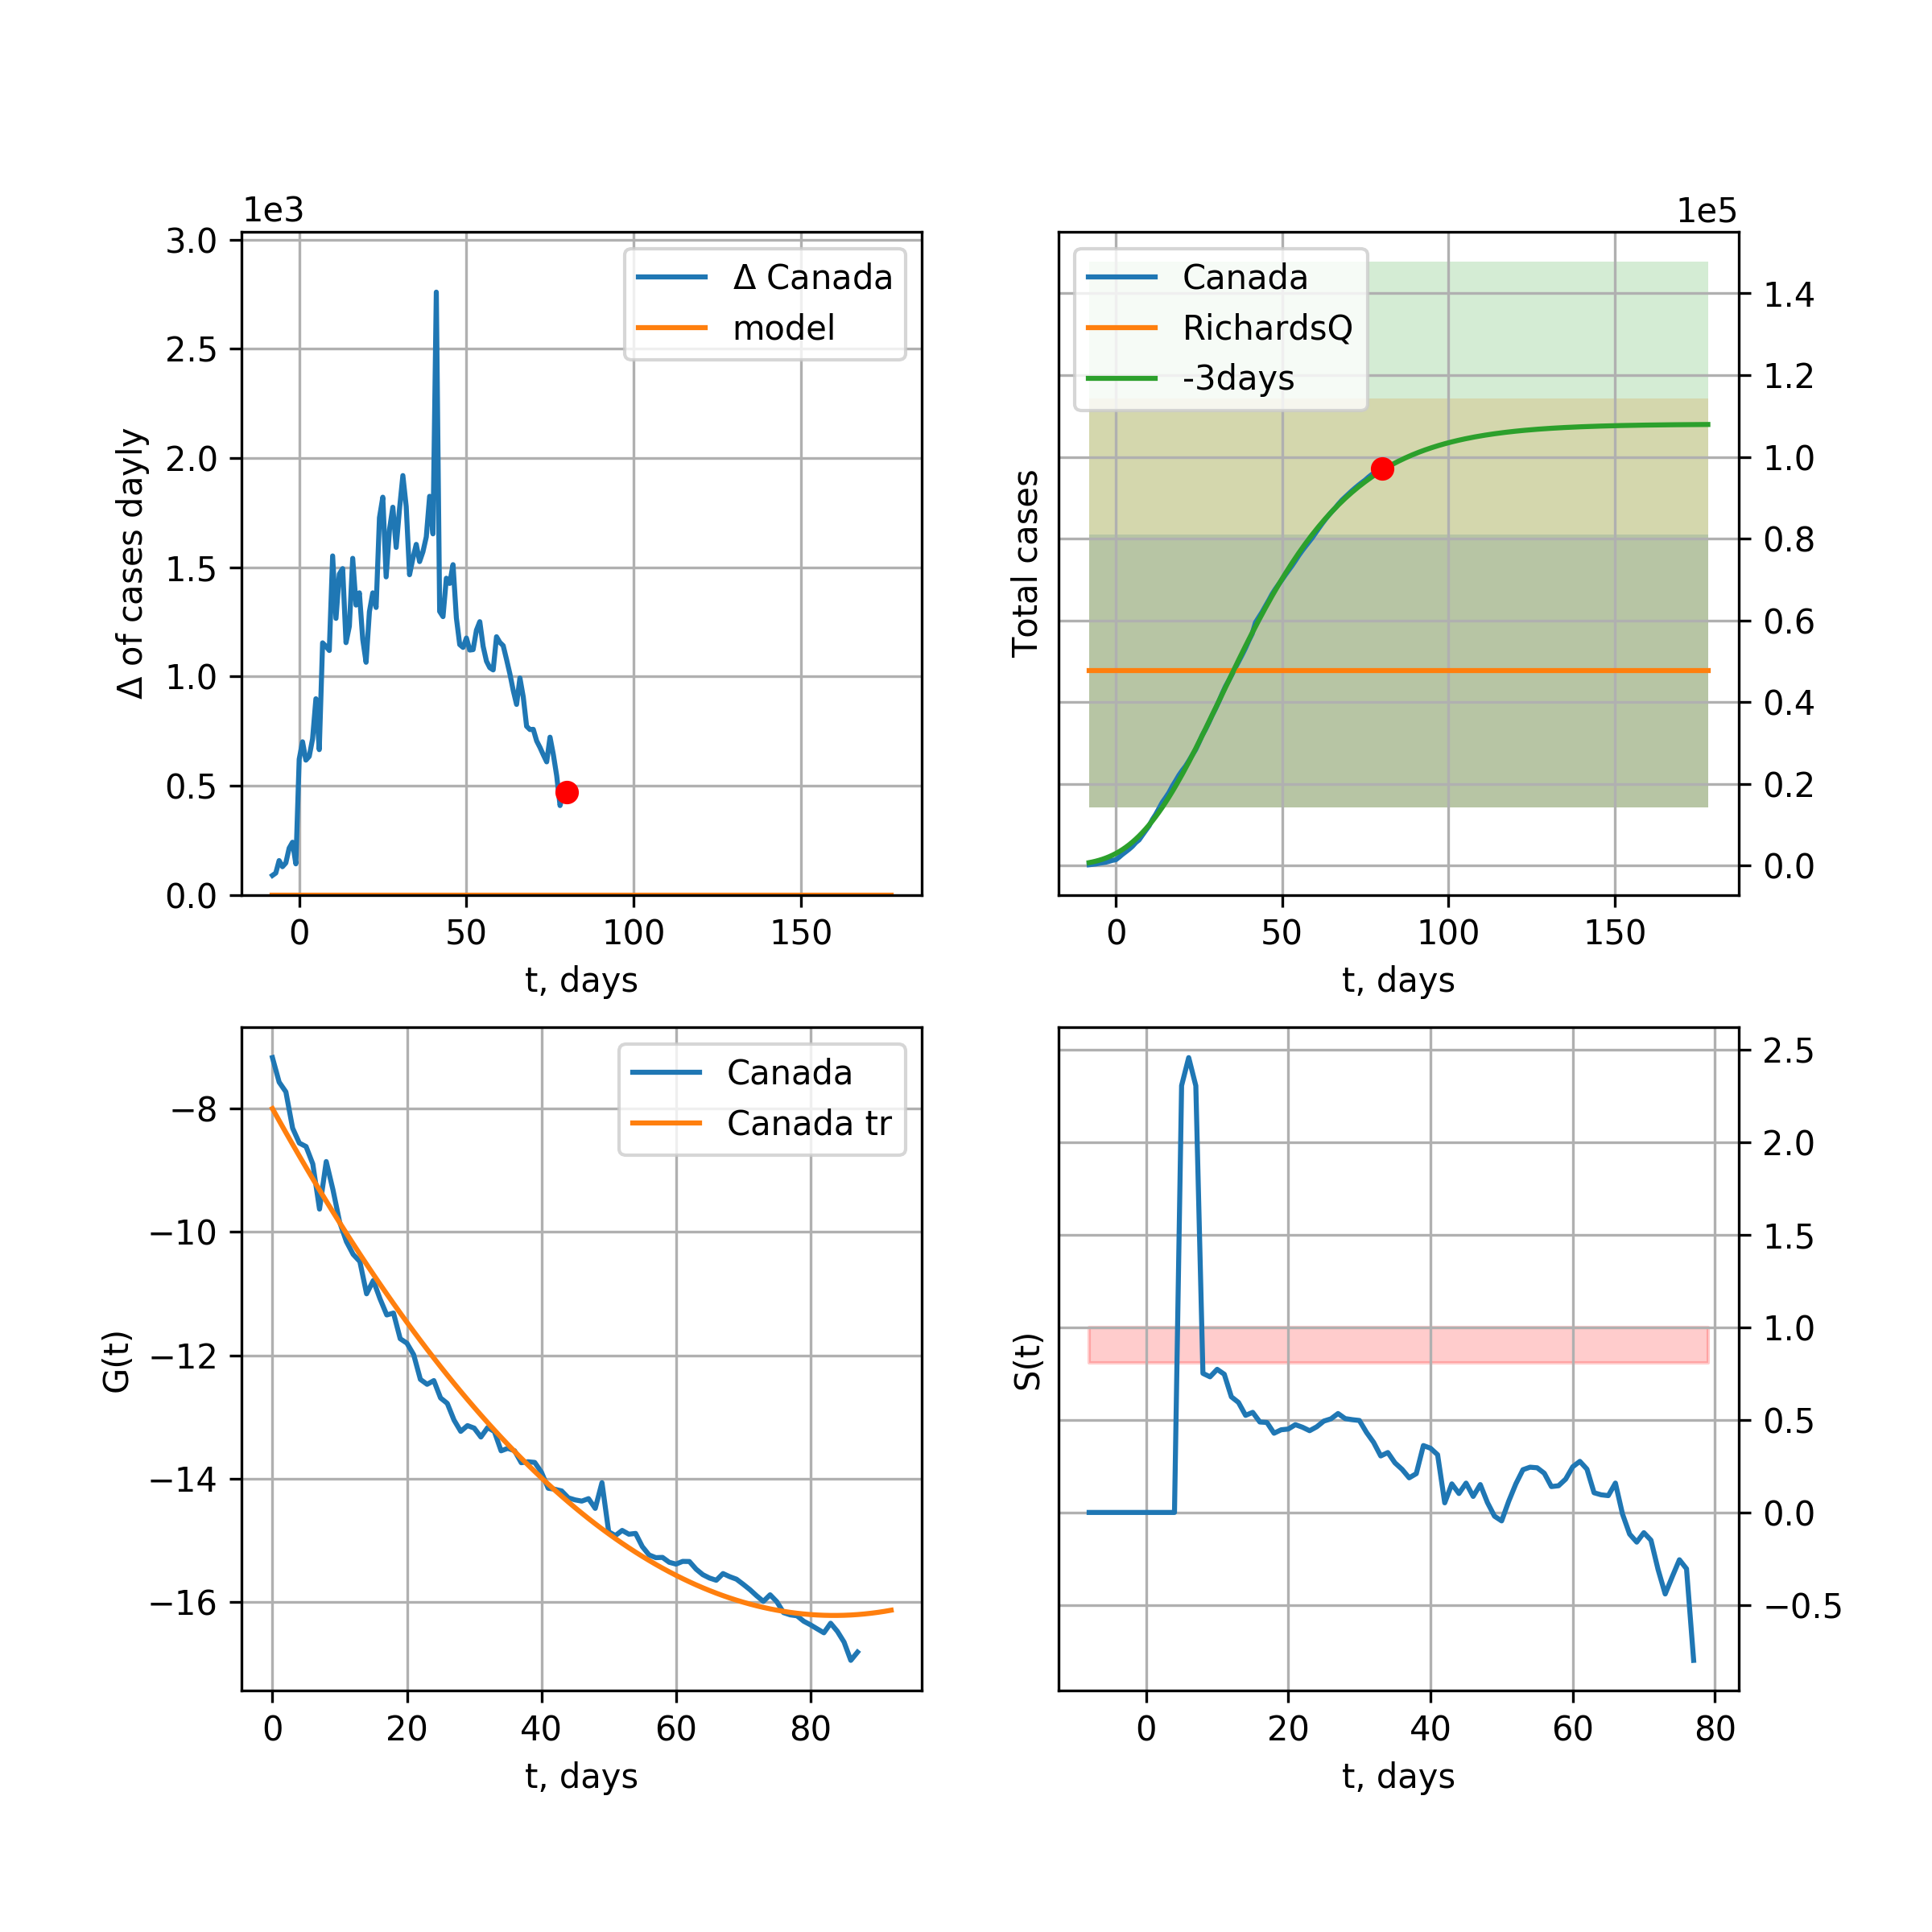 1e3
3.0
2.5
2.0
1.5
1.0
0.5
0.0
Δ of cases dayly
Δ Canada
model
0 50 100 150
t, days
1e5
Total cases
Canada
RichardsQ
-3days
1.4
1.2
1.0
0.8
0.6
0.4
0.2
0.0
0 50 100 150
t, days
−8
−10
−12
−14
−16
G(t)
Canada
Canada tr
0 20 40 60 80
t, days
S(t)
2.5
2.0
1.5
1.0
0.5
0.0
−0.5
0 20 40 60 80
t, days